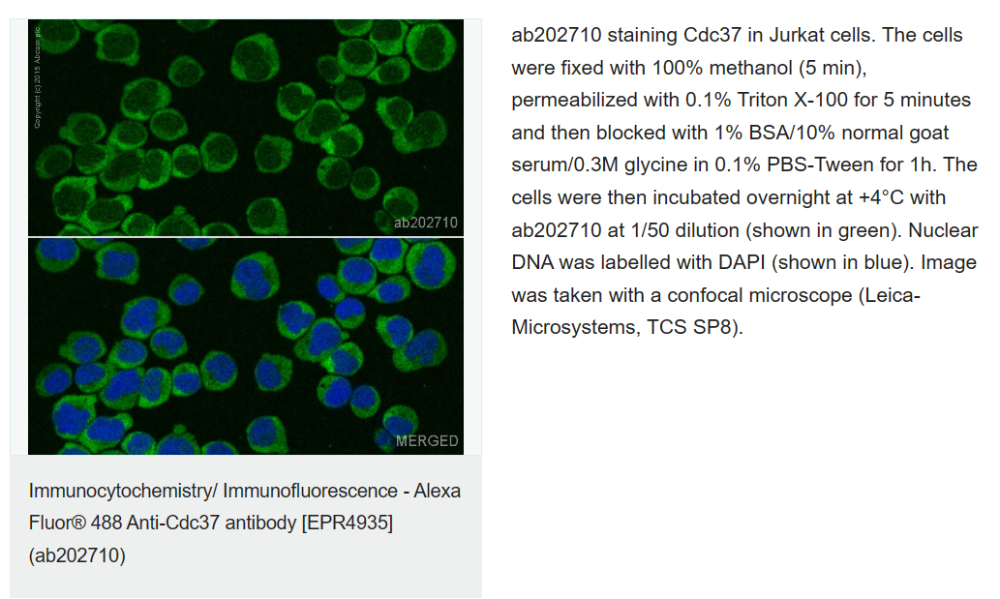 Copyright (c) 2015 Abcam plc
ab202710
MERGED
Immunocytochemistry/ Immunofluorescence - Alexa
Fluor® 488 Anti-Cdc37 antibody [EPR4935]
(ab202710)
ab202710 staining Cdc37 in Jurkat cells. The cells
were fixed with 100% methanol (5 min),
permeabilized with 0.1% Triton X-100 for 5 minutes
and then blocked with 1% BSA/10% normal goat
serum/0.3M glycine in 0.1% PBS-Tween for 1h. The
cells were then incubated overnight at +4°C with
ab202710 at 1/50 dilution (shown in green). Nuclear
DNA was labelled with DAPI (shown in blue). Image
was taken with a confocal microscope (Leica-
Microsystems, TCS SP8).